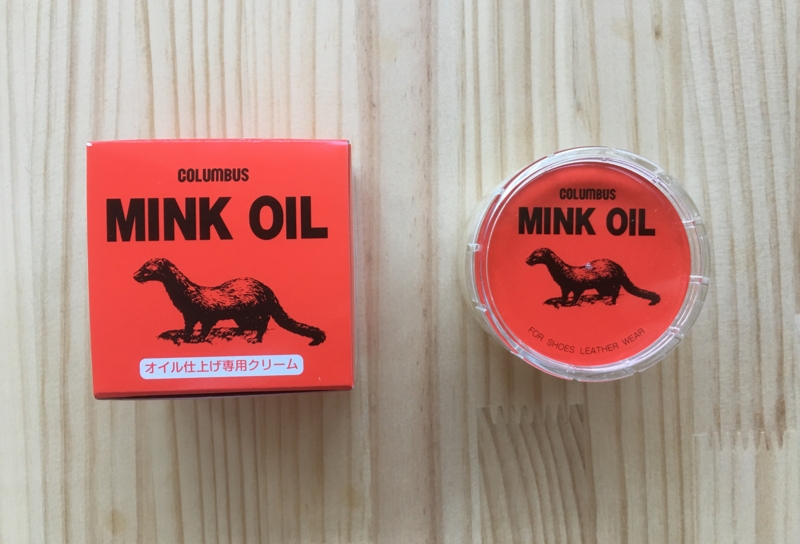 COLUMBUS
MINK OIL
オイル仕上げ専用クリーム
COLUMBUS
MINK OIL
FOR SHOES LEATHER WEAR